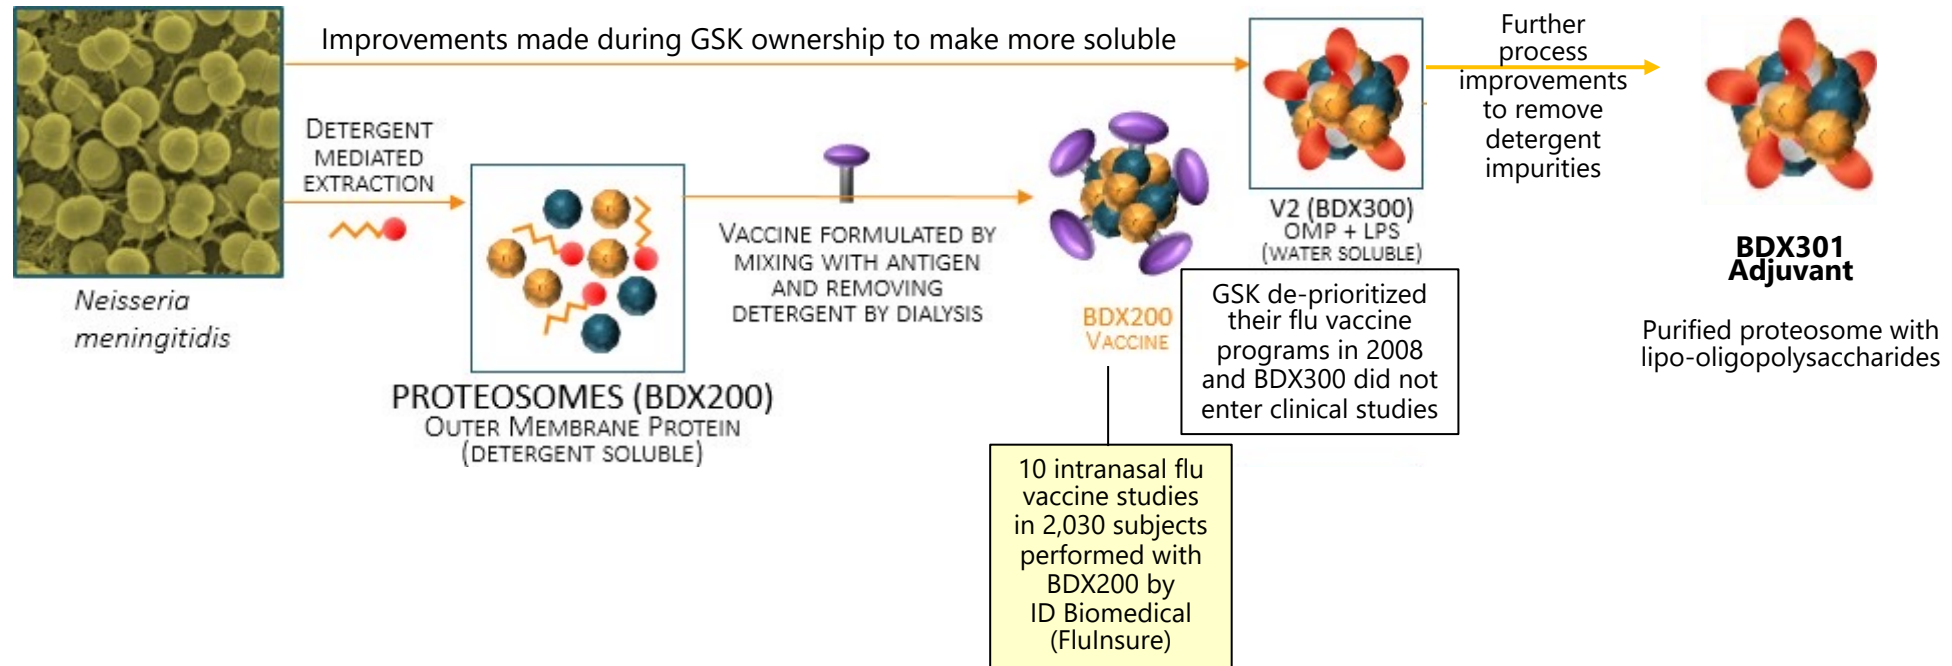 Improvements made during GSK ownership to make more soluble
Further
process
improvements
to remove
detergent
impurities
DETERGENT
MEDIATED
EXTRACTION
Neisseria
meningitidis
PROTEOSOMES (BDX200)
OUTER MEMBRANE PROTEIN
(DETERGENT SOLUBLE)
VACCINE FORMULATED BY
MIXING WITH ANTIGEN
AND REMOVING
DETERGENT BY DIALYSIS
BDX200
VACCINE
V2 (BDX300)
OMP + LPS
(WATER SOLUBLE)
GSK de-prioritized
their flu vaccine
programs in 2008
and BDX300 did not
enter clinical studies
10 intranasal flu
vaccine studies
in 2,030 subjects
performed with
BDX200 by
ID Biomedical
(FluInsure)
BDX301
Adjuvant
Purified proteosome with
lipo-oligopolysaccharides